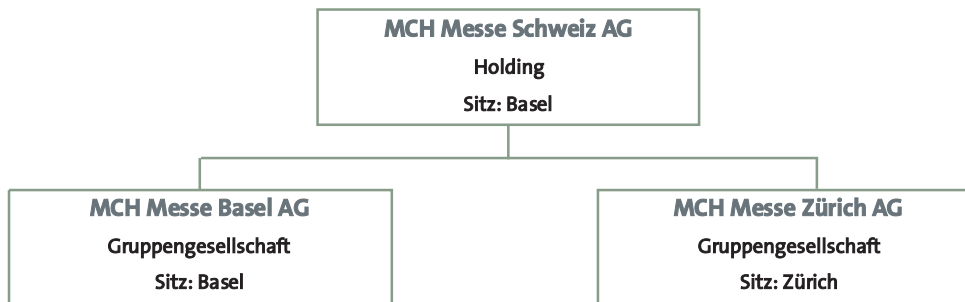 MCH Messe Schweiz AG
Holding
Sitz: Basel
MCH Messe Basel AG
Gruppengesellschaft
Sitz: Basel
MCH Messe Zürich AG
Gruppengesellschaft
Sitz: Zürich